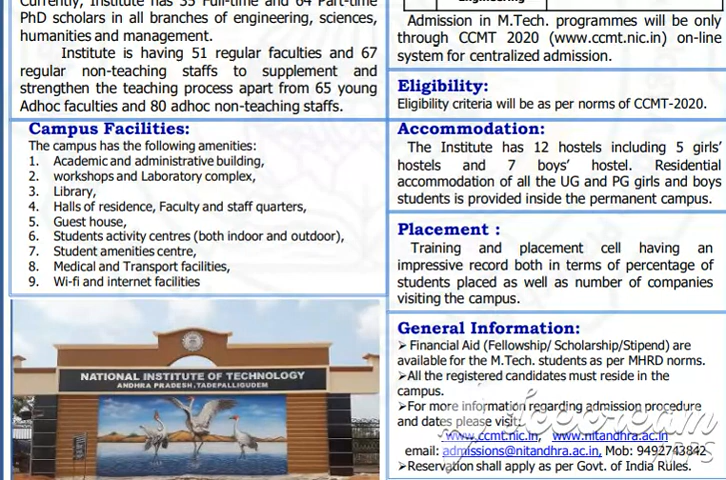 Currently, Institute has 35 Full-time and 64 Part-time
PhD scholars in all branches of engineering, sciences,
humanities and management.
Institute is having 51 regular faculties and 67
regular non-teaching staffs to supplement and
strengthen the teaching process apart from 65 young
Adhoc faculties and 80 adhoc non-teaching staffs.
Campus Facilities:
The campus has the following amenities:
1. Academic and administrative building,
2. workshops and Laboratory complex,
3. Library,
4. Halls of residence, Faculty and staff quarters,
5. Guest house,
6. Students activity centres (both indoor and outdoor),
7. Student amenities centre,
8. Medical and Transport facilities,
9. Wi-fi and internet facilities
NATIONAL INSTITUTE OF TECHNOLOGY
ANDHRA PRADESH, TADEPALLIGUDEM
Engineering
Admission in M.Tech. programmes will be only
through CCMT 2020 (www.ccmt.nic.in) on-line
system for centralized admission.
Eligibility:
Eligibility criteria will be as per norms of CCMT-2020.
Accommodation:
The Institute has 12 hostels including 5 girls'
hostels and 7 boys' hostel. Residential
accommodation of all the UG and PG girls and boys
students is provided inside the permanent campus.
Placement :
Training and placement cell having an
impressive record both in terms of percentage of
students placed as well as number of companies
visiting the campus.
General Information:
➢ Financial Aid (Fellowship/ Scholarship/Stipend) are
available for the M.Tech. students as per MHRD norms.
➢All the registered candidates must reside in the
campus.
➢For more information regarding admission procedure
and dates please visit:
www.ccmt.nic.in, www.nitandhra.ac.in
email: admissions@nitandhra.ac.in, Mob: 9492743842
➢Reservation shall apply as per Govt. of India Rules.